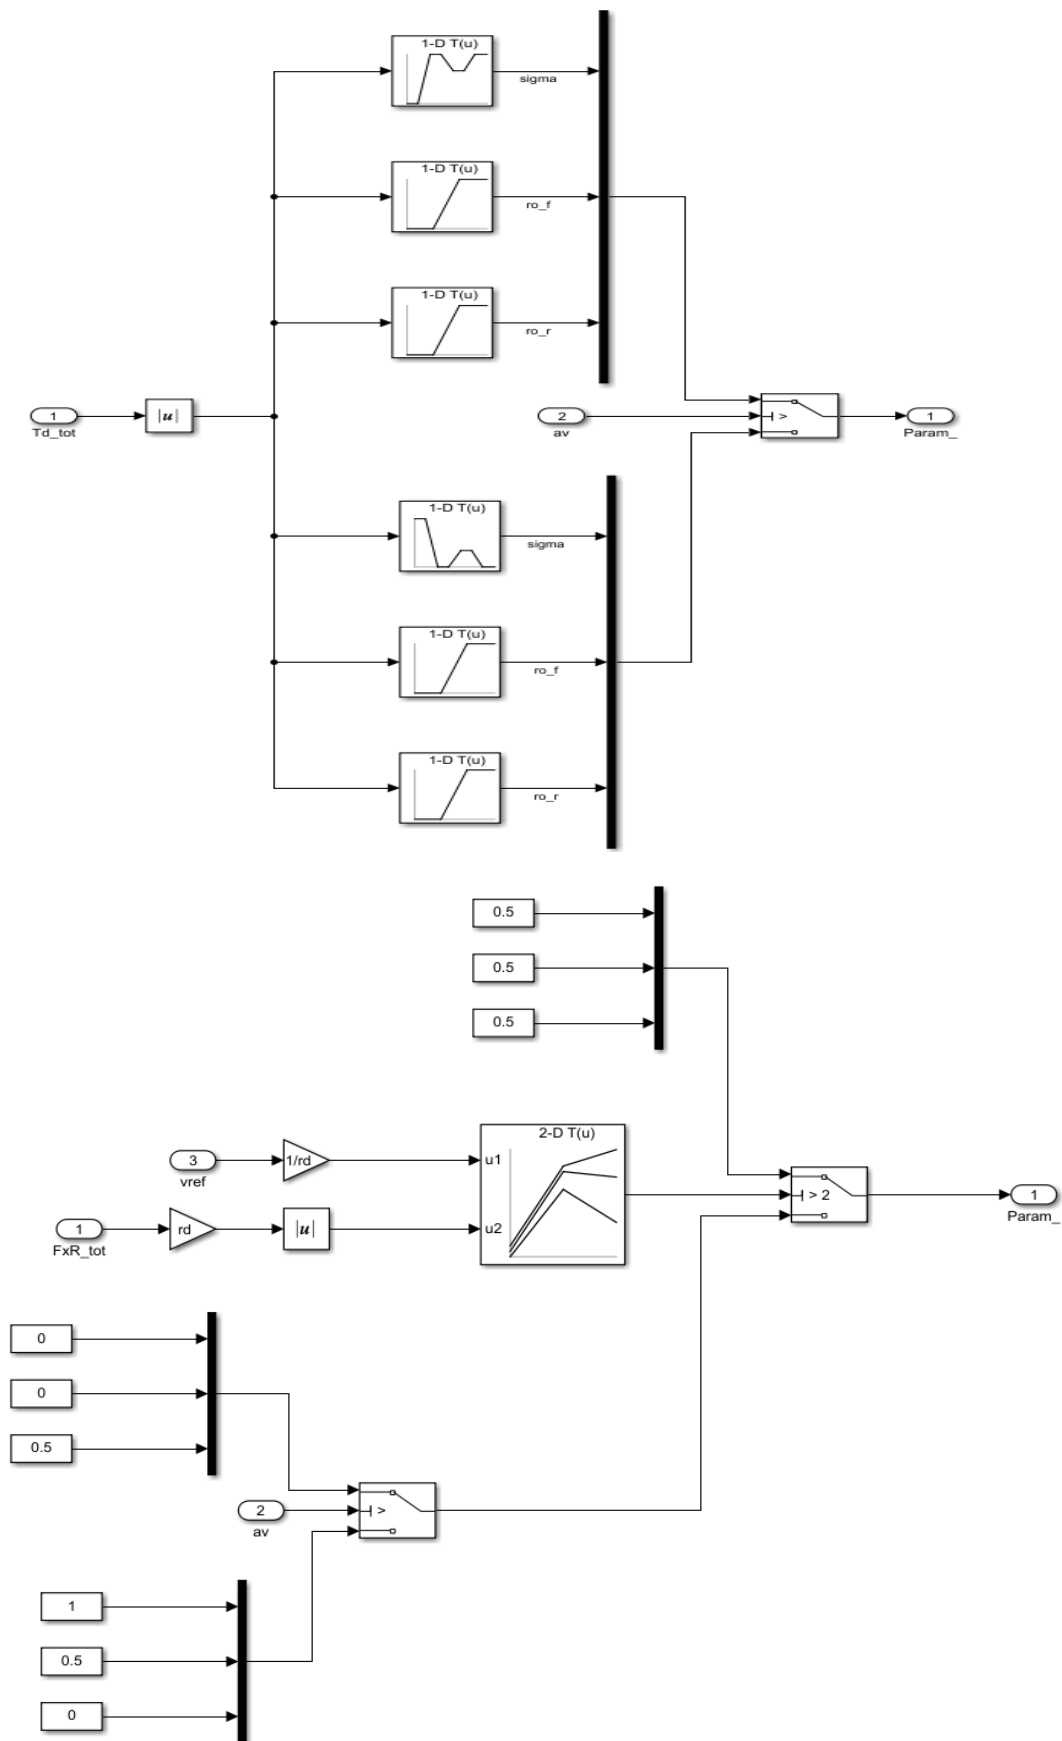 1-D T(u)
sigma
1-D T(u)
ro_f
1-D T(u)
ro_r
1
Td_tot
|u|
2
av
>
1
Param_
1-D T(u)
sigma
1-D T(u)
ro_f
1-D T(u)
ro_r
0.5
0.5
0.5
2-D T(u)
3
vref
1/rd
u1
> 2
1
Param_
1
FxR_tot
rd
|u|
u2
0
0
0.5
2
av
>
1
0.5
0